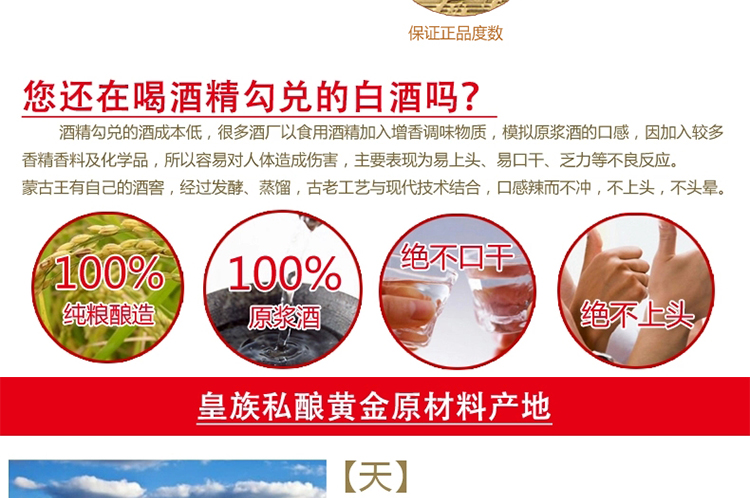 保证正品度数
您还在喝酒精勾兑的白酒吗?
酒精勾兑的酒成本低，很多酒厂以食用酒精加入增香调味物质，模拟原浆酒的口感，因加入较多
香精香料及化学品，所以容易对人体造成伤害，主要表现为易上头、易口干、乏力等不良反应。
蒙古王有自己的酒窖，经过发酵、蒸馏，古老工艺与现代技术结合，口感辣而不冲，不上头，不头晕。
100%
纯粮酿造
100%
原浆酒
绝不口干
绝不上头
皇族私酿黄金原材料产地
【天】